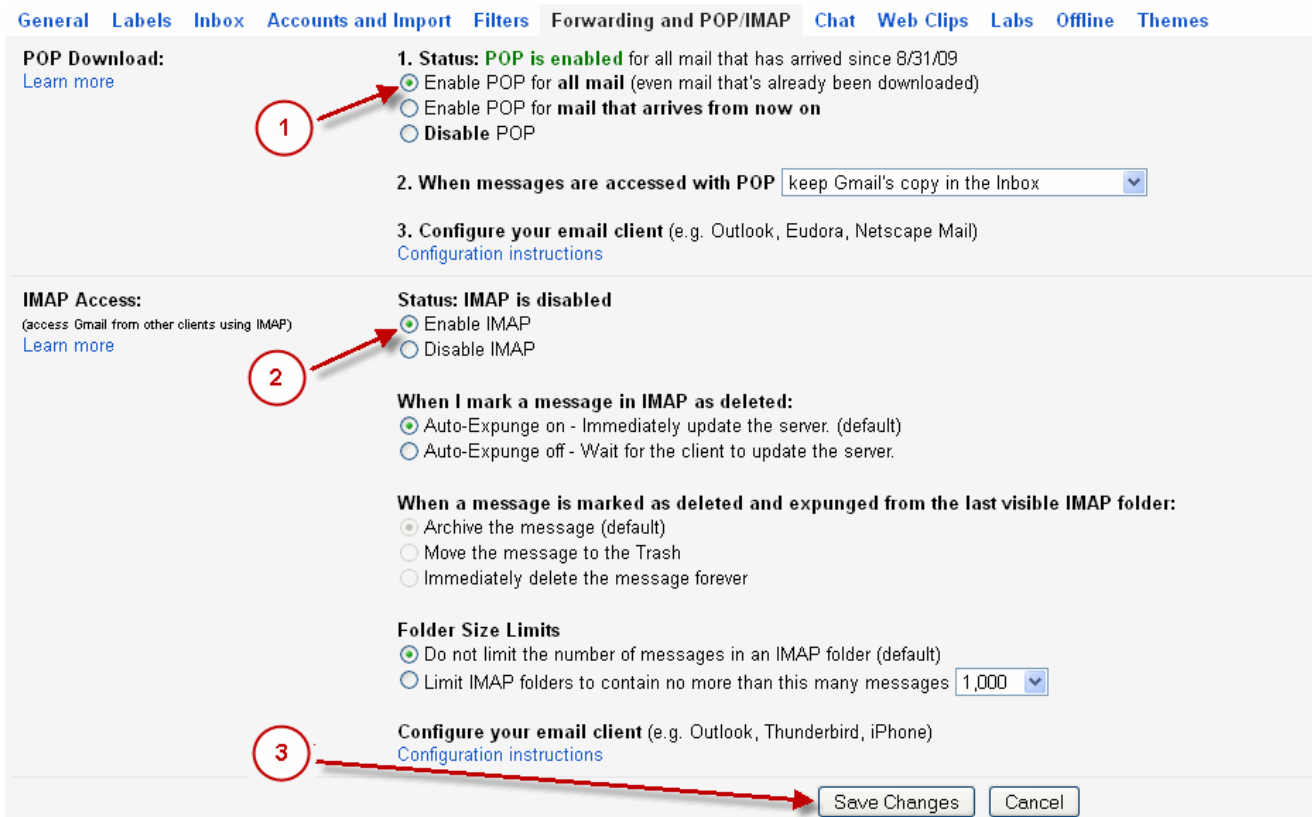 General Labels Inbox Accounts and Import Filters Forwarding and POP/IMAP Chat Web Clips Labs Offline Themes
POP Download:
Learn more
1. Status: POP is enabled for all mail that has arrived since 8/31/09
Enable POP for all mail (even mail that's already been downloaded)
Enable POP for mail that arrives from now on
Disable POP
1
2. When messages are accessed with POP keep Gmail's copy in the Inbox
3. Configure your email client (e.g. Outlook, Eudora, Netscape Mail)
Configuration instructions
IMAP Access:
(access Gmail from other clients using IMAP)
Learn more
Status: IMAP is disabled
Enable IMAP
Disable IMAP
2
When I mark a message in IMAP as deleted:
Auto-Expunge on - Immediately update the server. (default)
Auto-Expunge off - Wait for the client to update the server.
When a message is marked as deleted and expunged from the last visible IMAP folder:
Archive the message (default)
Move the message to the Trash
Immediately delete the message forever
Folder Size Limits
Do not limit the number of messages in an IMAP folder (default)
Limit IMAP folders to contain no more than this many messages 1,000
Configure your email client (e.g. Outlook, Thunderbird, iPhone)
Configuration instructions
3
Save Changes Cancel